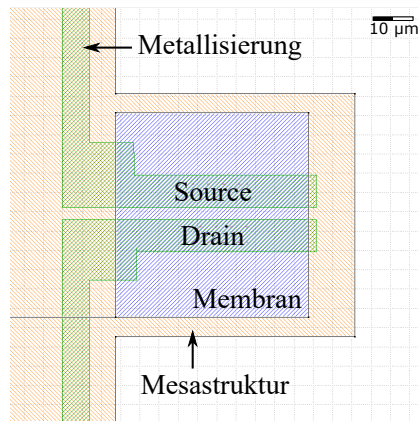 10 µm
Metallisierung
Source
Drain
Membran
Mesastruktur